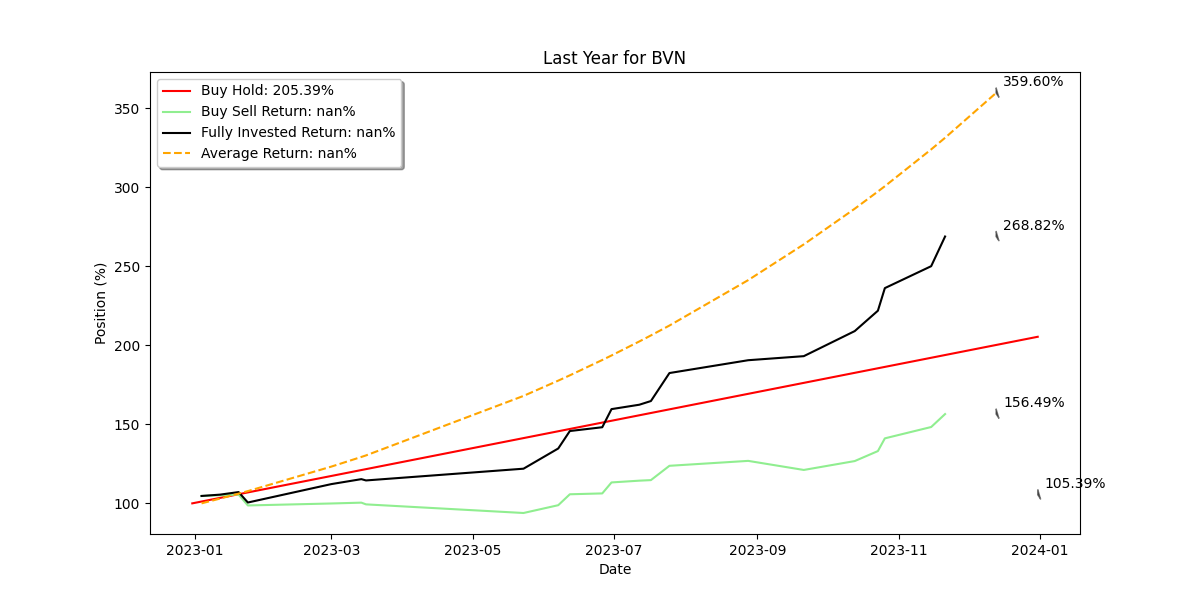 Last Year for BVN
Buy Hold: 205.39%
Buy Sell Return: nan%
Fully Invested Return: nan%
Average Return: nan%
359.60%
268.82%
156.49%
105.39%
Position (%)
350
300
250
200
150
100
2023-01
2023-03
2023-05
2023-07
2023-09
2023-11
2024-01
Date